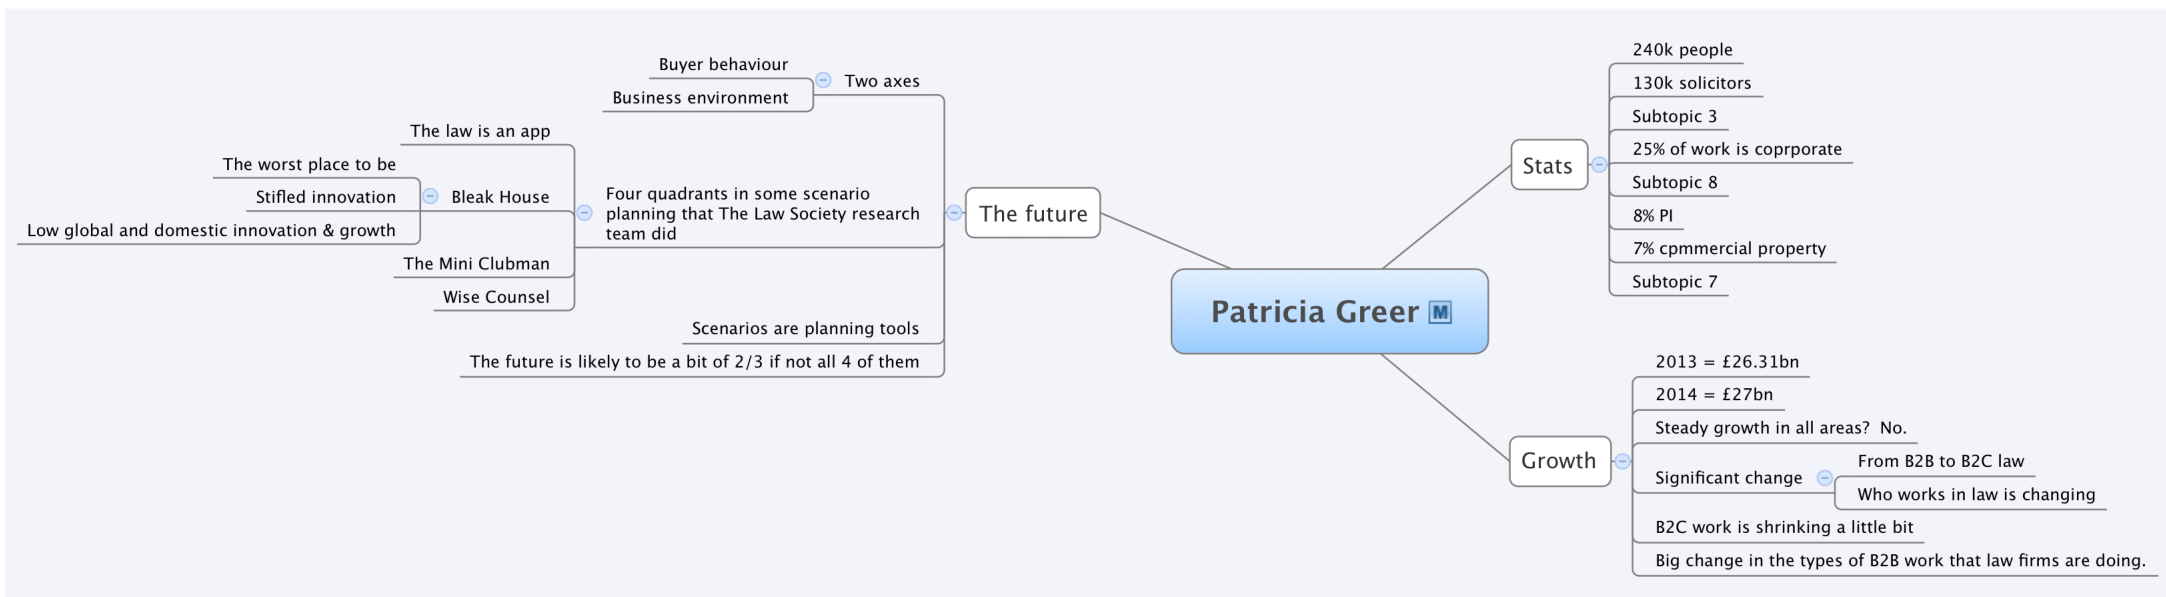 Patricia Greer
M
Stats
240k people
130k solicitors
Subtopic 3
25% of work is coprporate
Subtopic 8
8% PI
7% cpmmercial property
Subtopic 7
Growth
2013 = £26.31bn
2014 = £27bn
Steady growth in all areas?  No.
Significant change
From B2B to B2C law
Who works in law is changing
B2C work is shrinking a little bit
Big change in the types of B2B work that law firms are doing.
The future
Two axes
Buyer behaviour
Business environment
Four quadrants in some scenario
planning that The Law Society research
team did
The law is an app
Bleak House
The worst place to be
Stifled innovation
Low global and domestic innovation & growth
The Mini Clubman
Wise Counsel
Scenarios are planning tools
The future is likely to be a bit of 2/3 if not all 4 of them